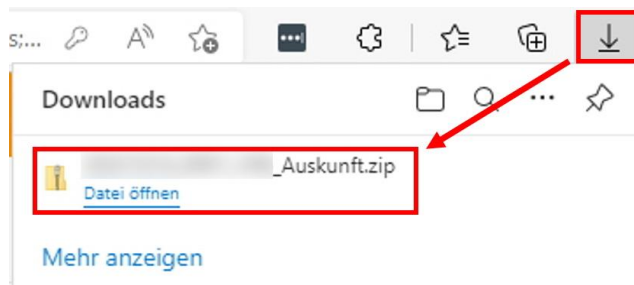 s;...
Downloads
_Auskunft.zip
Datei öffnen
Mehr anzeigen